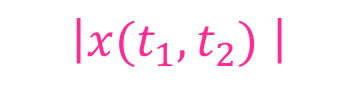 |x(t₁, t₂) |